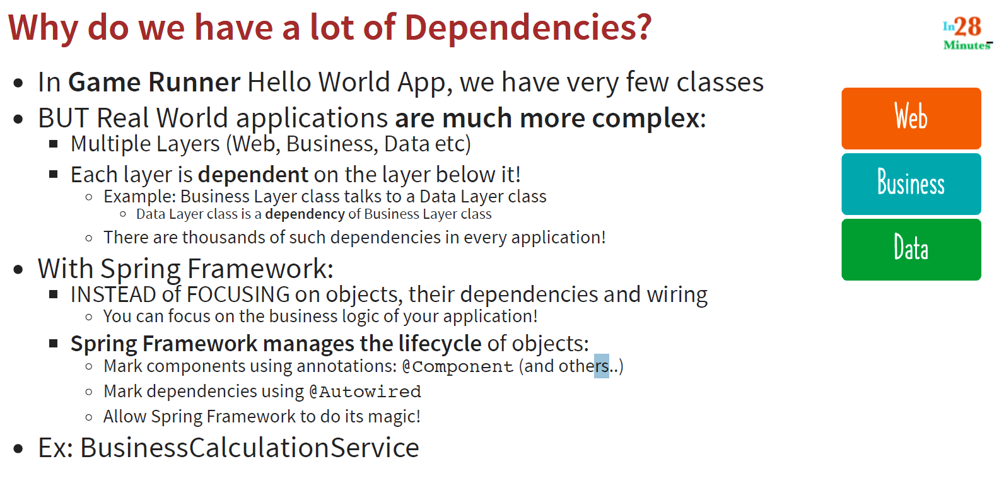 Why do we have a lot of Dependencies?
In28
Minutes
In Game Runner Hello World App, we have very few classes
BUT Real World applications are much more complex:
Multiple Layers (Web, Business, Data etc)
Each layer is dependent on the layer below it!
Example: Business Layer class talks to a Data Layer class
Data Layer class is a dependency of Business Layer class
There are thousands of such dependencies in every application!
With Spring Framework:
INSTEAD of FOCUSING on objects, their dependencies and wiring
You can focus on the business logic of your application!
Spring Framework manages the lifecycle of objects:
Mark components using annotations: @Component (and others..)
Mark dependencies using @Autowired
Allow Spring Framework to do its magic!
Ex: BusinessCalculationService
Web
Business
Data